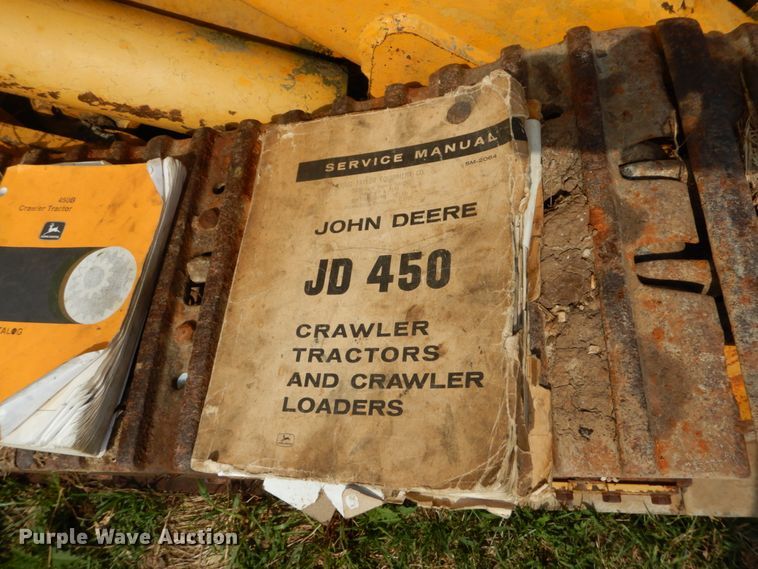 450B
Crawler Tractor
SERVICE MANUAL
SM-2064
JOHN DEERE
JD 450
CRAWLER
TRACTORS
AND CRAWLER
LOADERS
Purple Wave Auction